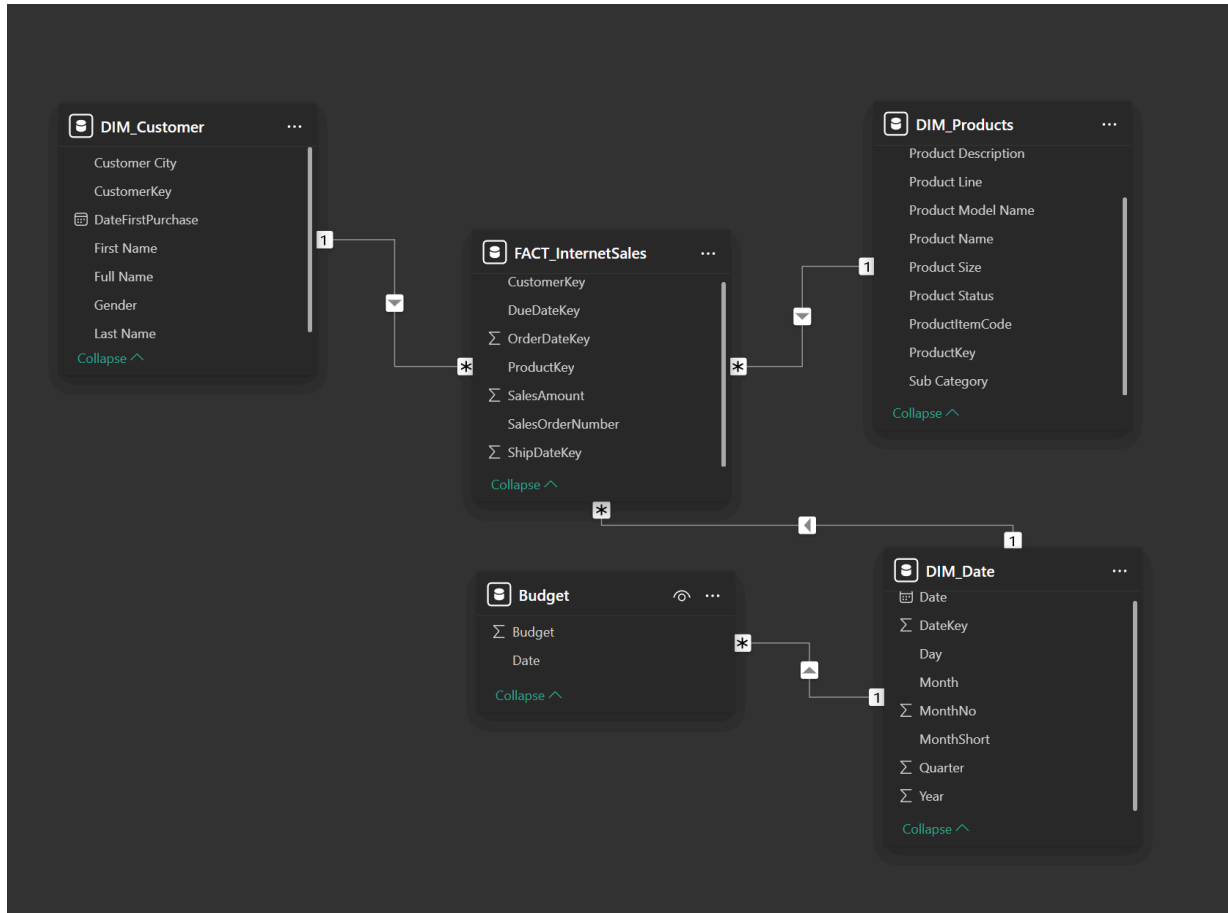 DIM_Customer
Customer City
CustomerKey
DateFirstPurchase
First Name
Full Name
Gender
Last Name
Collapse
1
*
FACT_InternetSales
CustomerKey
DueDateKey
Σ OrderDateKey
ProductKey
Σ SalesAmount
SalesOrderNumber
Σ ShipDateKey
Collapse
*
*
1
DIM_Products
Product Description
Product Line
Product Model Name
Product Name
Product Size
Product Status
ProductItemCode
ProductKey
Sub Category
Collapse
Budget
Σ Budget
Date
Collapse
*
1
1
DIM_Date
Date
Σ DateKey
Day
Month
Σ MonthNo
MonthShort
Σ Quarter
Σ Year
Collapse